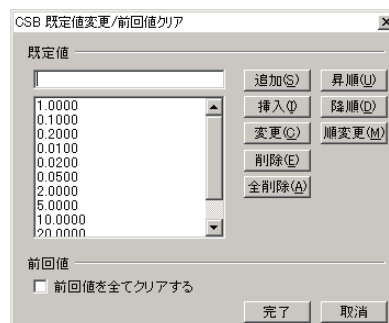 CSB 既定値変更/前回値クリア
既定値
追加(S) 昇順(U)
挿入(I) 降順(D)
変更(C) 順変更(M)
削除(E)
全削除(A)
1.0000
0.1000
0.2000
0.0100
0.0200
0.0500
2.0000
5.0000
10.0000
20.0000
前回値
前回値を全てクリアする
完了 取消